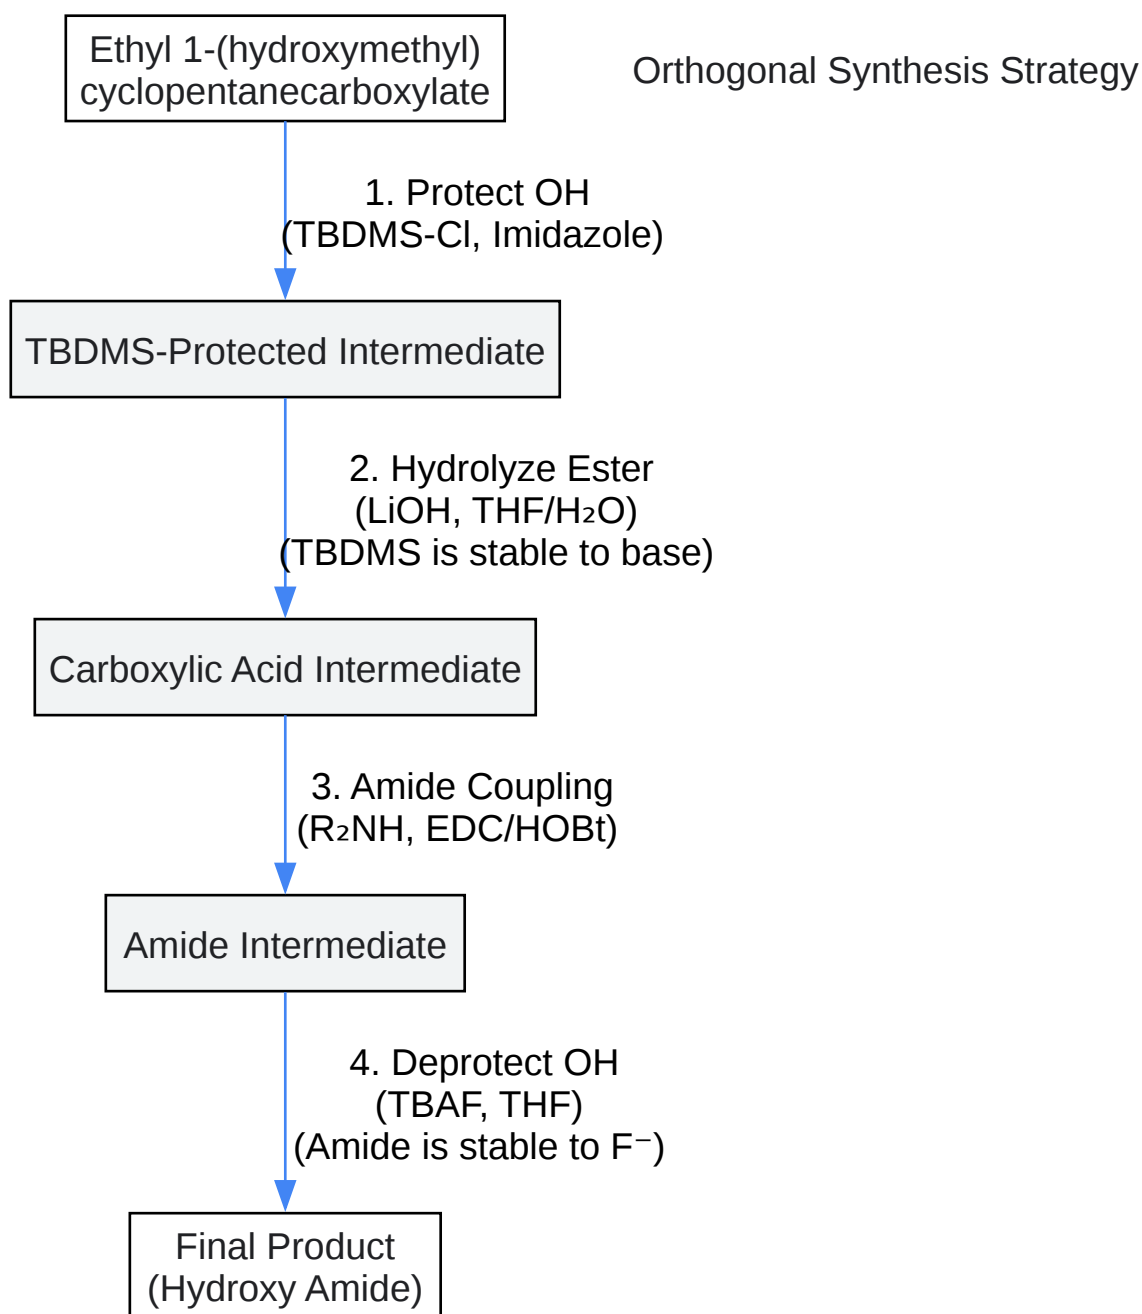 Ethyl 1-(hydroxymethyl)
cyclopentanecarboxylate
Orthogonal Synthesis Strategy
1. Protect OH
(TBDMS-Cl, Imidazole)
TBDMS-Protected Intermediate
2. Hydrolyze Ester
(LiOH, THF/H₂O)
(TBDMS is stable to base)
Carboxylic Acid Intermediate
3. Amide Coupling
(R₂NH, EDC/HOBt)
Amide Intermediate
4. Deprotect OH
(TBAF, THF)
(Amide is stable to F⁻)
Final Product
(Hydroxy Amide)